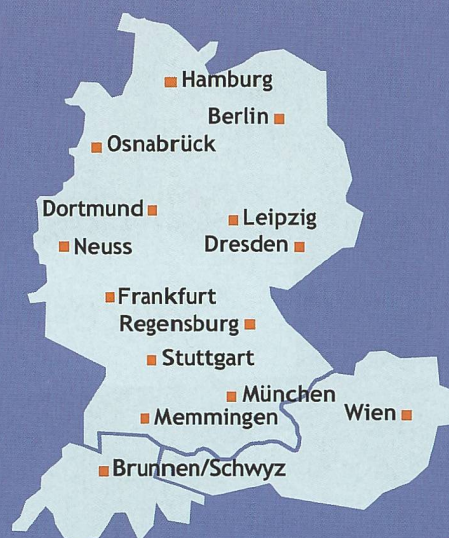 Hamburg
Berlin
Osnabrück
Dortmund
Leipzig
Neuss
Dresden
Frankfurt
Regensburg
Stuttgart
München
Wien
Memmingen
Brunnen/Schwyz